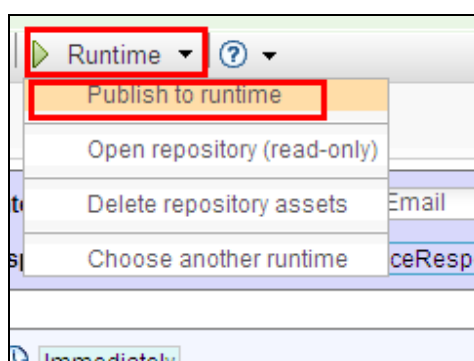 Runtime
Publish to runtime
Open repository (read-only)
Delete repository assets
Email
Choose another runtime
ceResp
Immediately